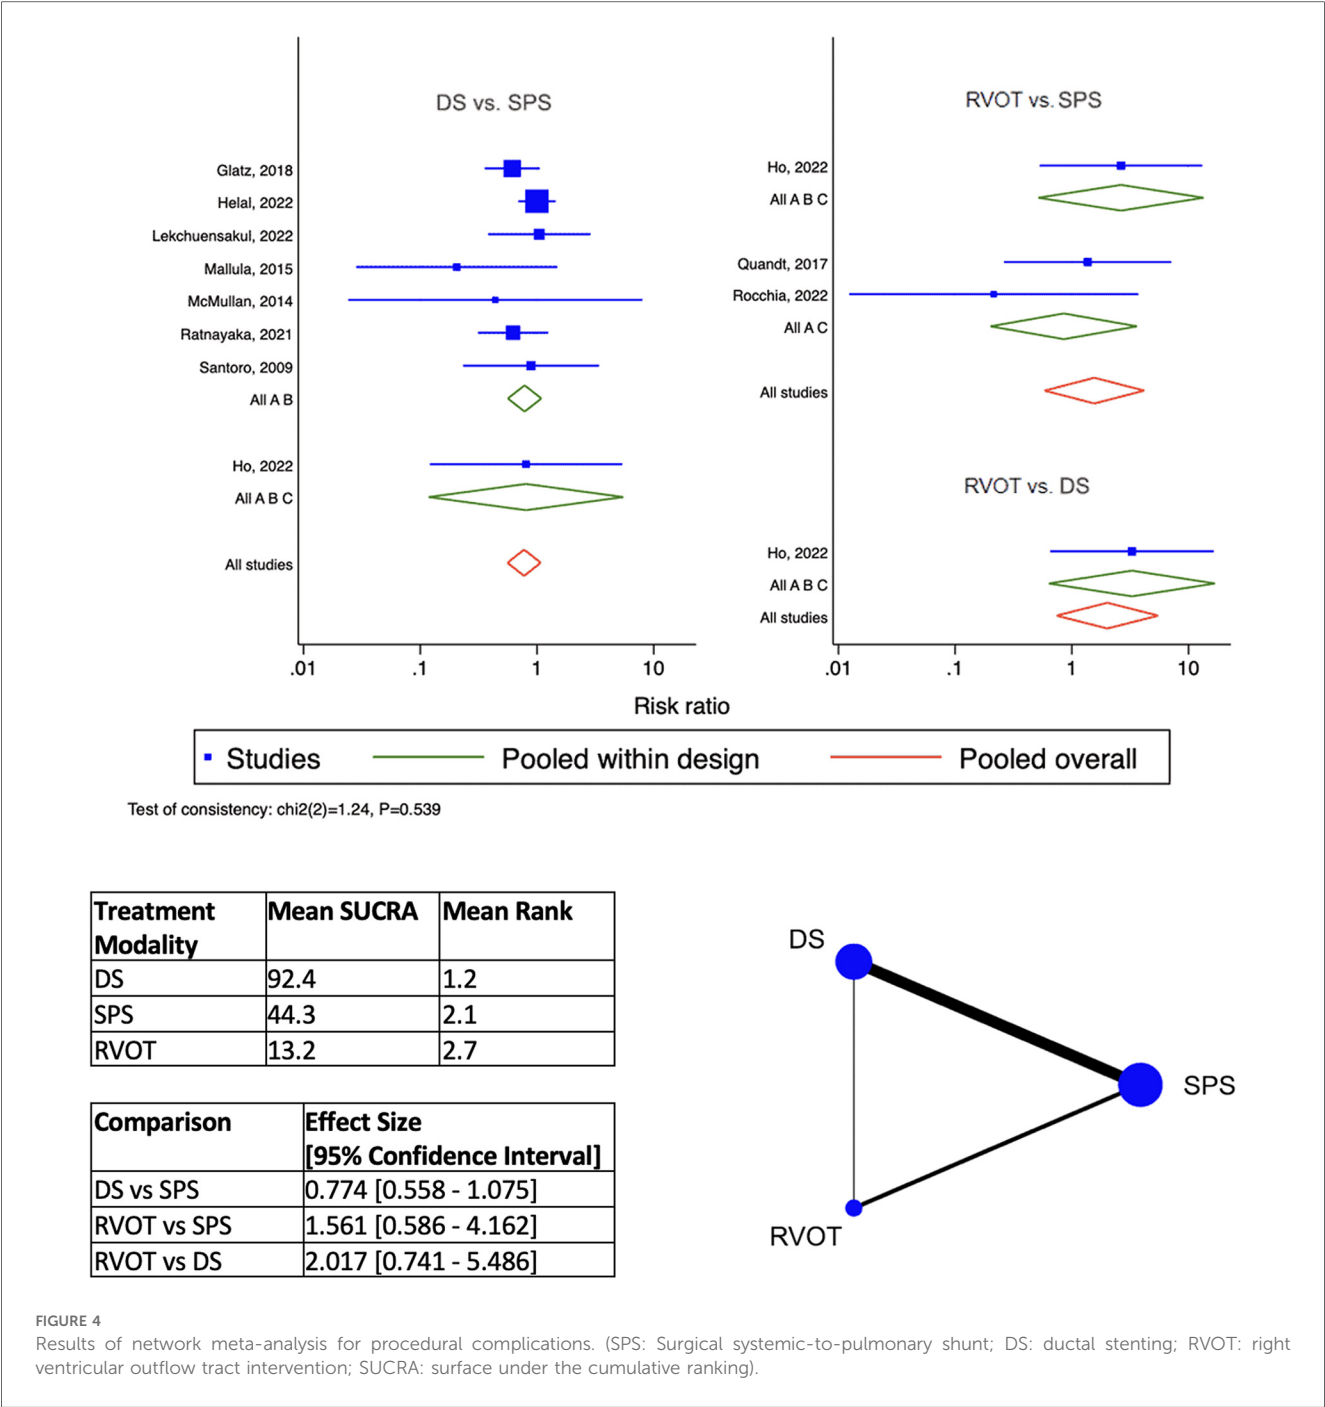 DS vs. SPS
Glatz, 2018
Helal, 2022
Lekchuensakul, 2022
Mallula, 2015
McMullan, 2014
Ratnayaka, 2021
Santoro, 2009
All A B
Ho, 2022
All A B C
All studies
.01 .1 1 10
RVOT vs. SPS
Ho, 2022
All A B C
Quandt, 2017
Rocchia, 2022
All A C
All studies
RVOT vs. DS
Ho, 2022
All A B C
All studies
.01 .1 1 10
Risk ratio
Studies Pooled within design Pooled overall
Test of consistency: chi2(2)=1.24, P=0.539
Treatment Modality Mean SUCRA Mean Rank
DS 92.4 1.2
SPS 44.3 2.1
RVOT 13.2 2.7
Comparison Effect Size
[95% Confidence Interval]
DS vs SPS 0.774 [0.558 - 1.075]
RVOT vs SPS 1.561 [0.586 - 4.162]
RVOT vs DS 2.017 [0.741 - 5.486]
DS
SPS
RVOT
FIGURE 4
Results of network meta-analysis for procedural complications. (SPS: Surgical systemic-to-pulmonary shunt; DS: ductal stenting; RVOT: right
ventricular outflow tract intervention; SUCRA: surface under the cumulative ranking).